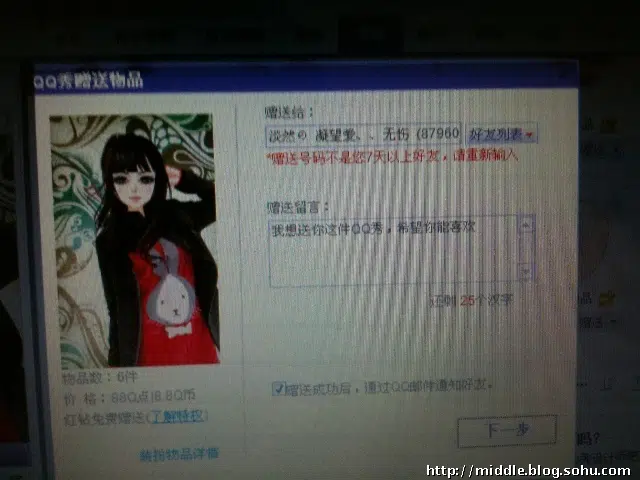 QQ秀赠送物品
赠送给：
淡然の 凝望爱、、无伤 (87960 好友列表
*赠送号码不是您7天以上好友，请重新输入
赠送留言：
我想送你这件QQ秀，希望你能喜欢
还剩 25个汉字
物品数：6件
价 格：88Q点|8.8Q币
红钻免费赠送(了解特权)
装扮物品详情
赠送成功后，通过QQ邮件通知好友。
下一步
吗?
http://middle.blog.sohu.com